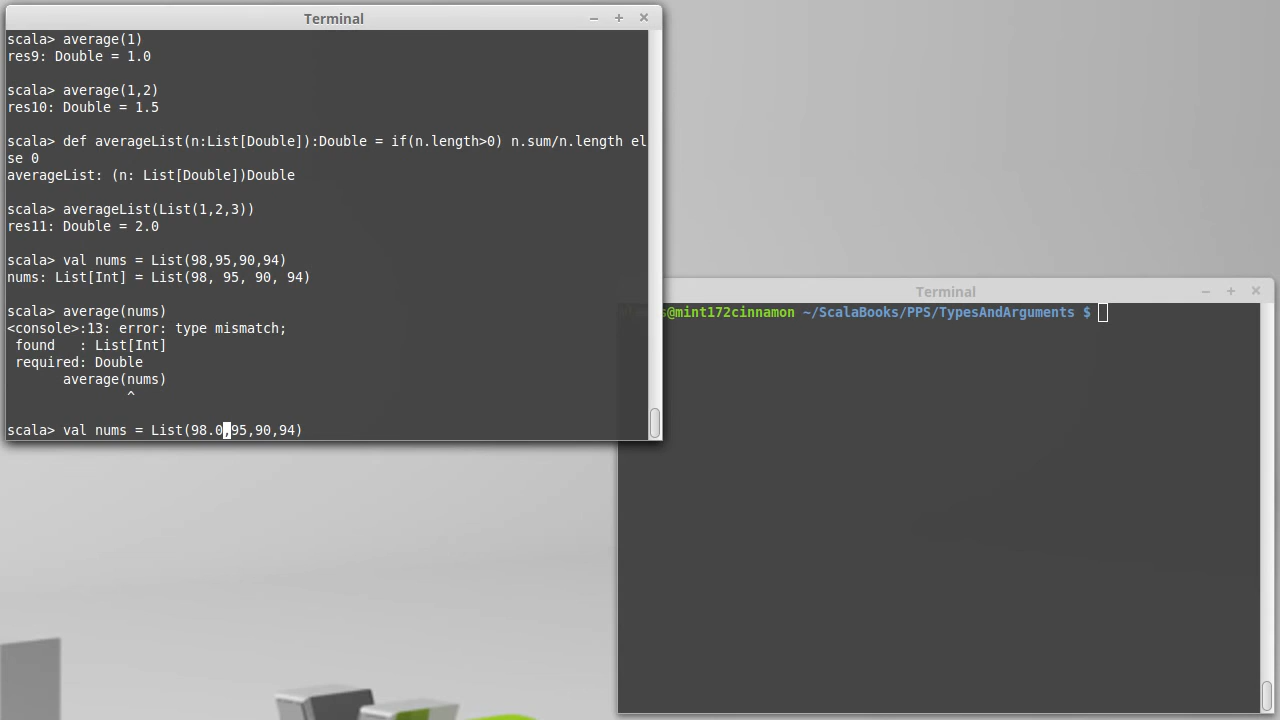 Terminal
scala> average(1)
res9: Double = 1.0
scala> average(1,2)
res10: Double = 1.5
scala> def averageList(n:List[Double]):Double = if(n.length>0) n.sum/n.length el
se 0
averageList: (n: List[Double])Double
scala> averageList(List(1,2,3))
res11: Double = 2.0
scala> val nums = List(98,95,90,94)
nums: List[Int] = List(98, 95, 90, 94)
scala> average(nums)
<console>:13: error: type mismatch;
 found   : List[Int]
 required: Double
       average(nums)
               ^
scala> val nums = List(98.0,95,90,94)
Terminal
s@mint172cinnamon ~/ScalaBooks/PPS/TypesAndArguments $